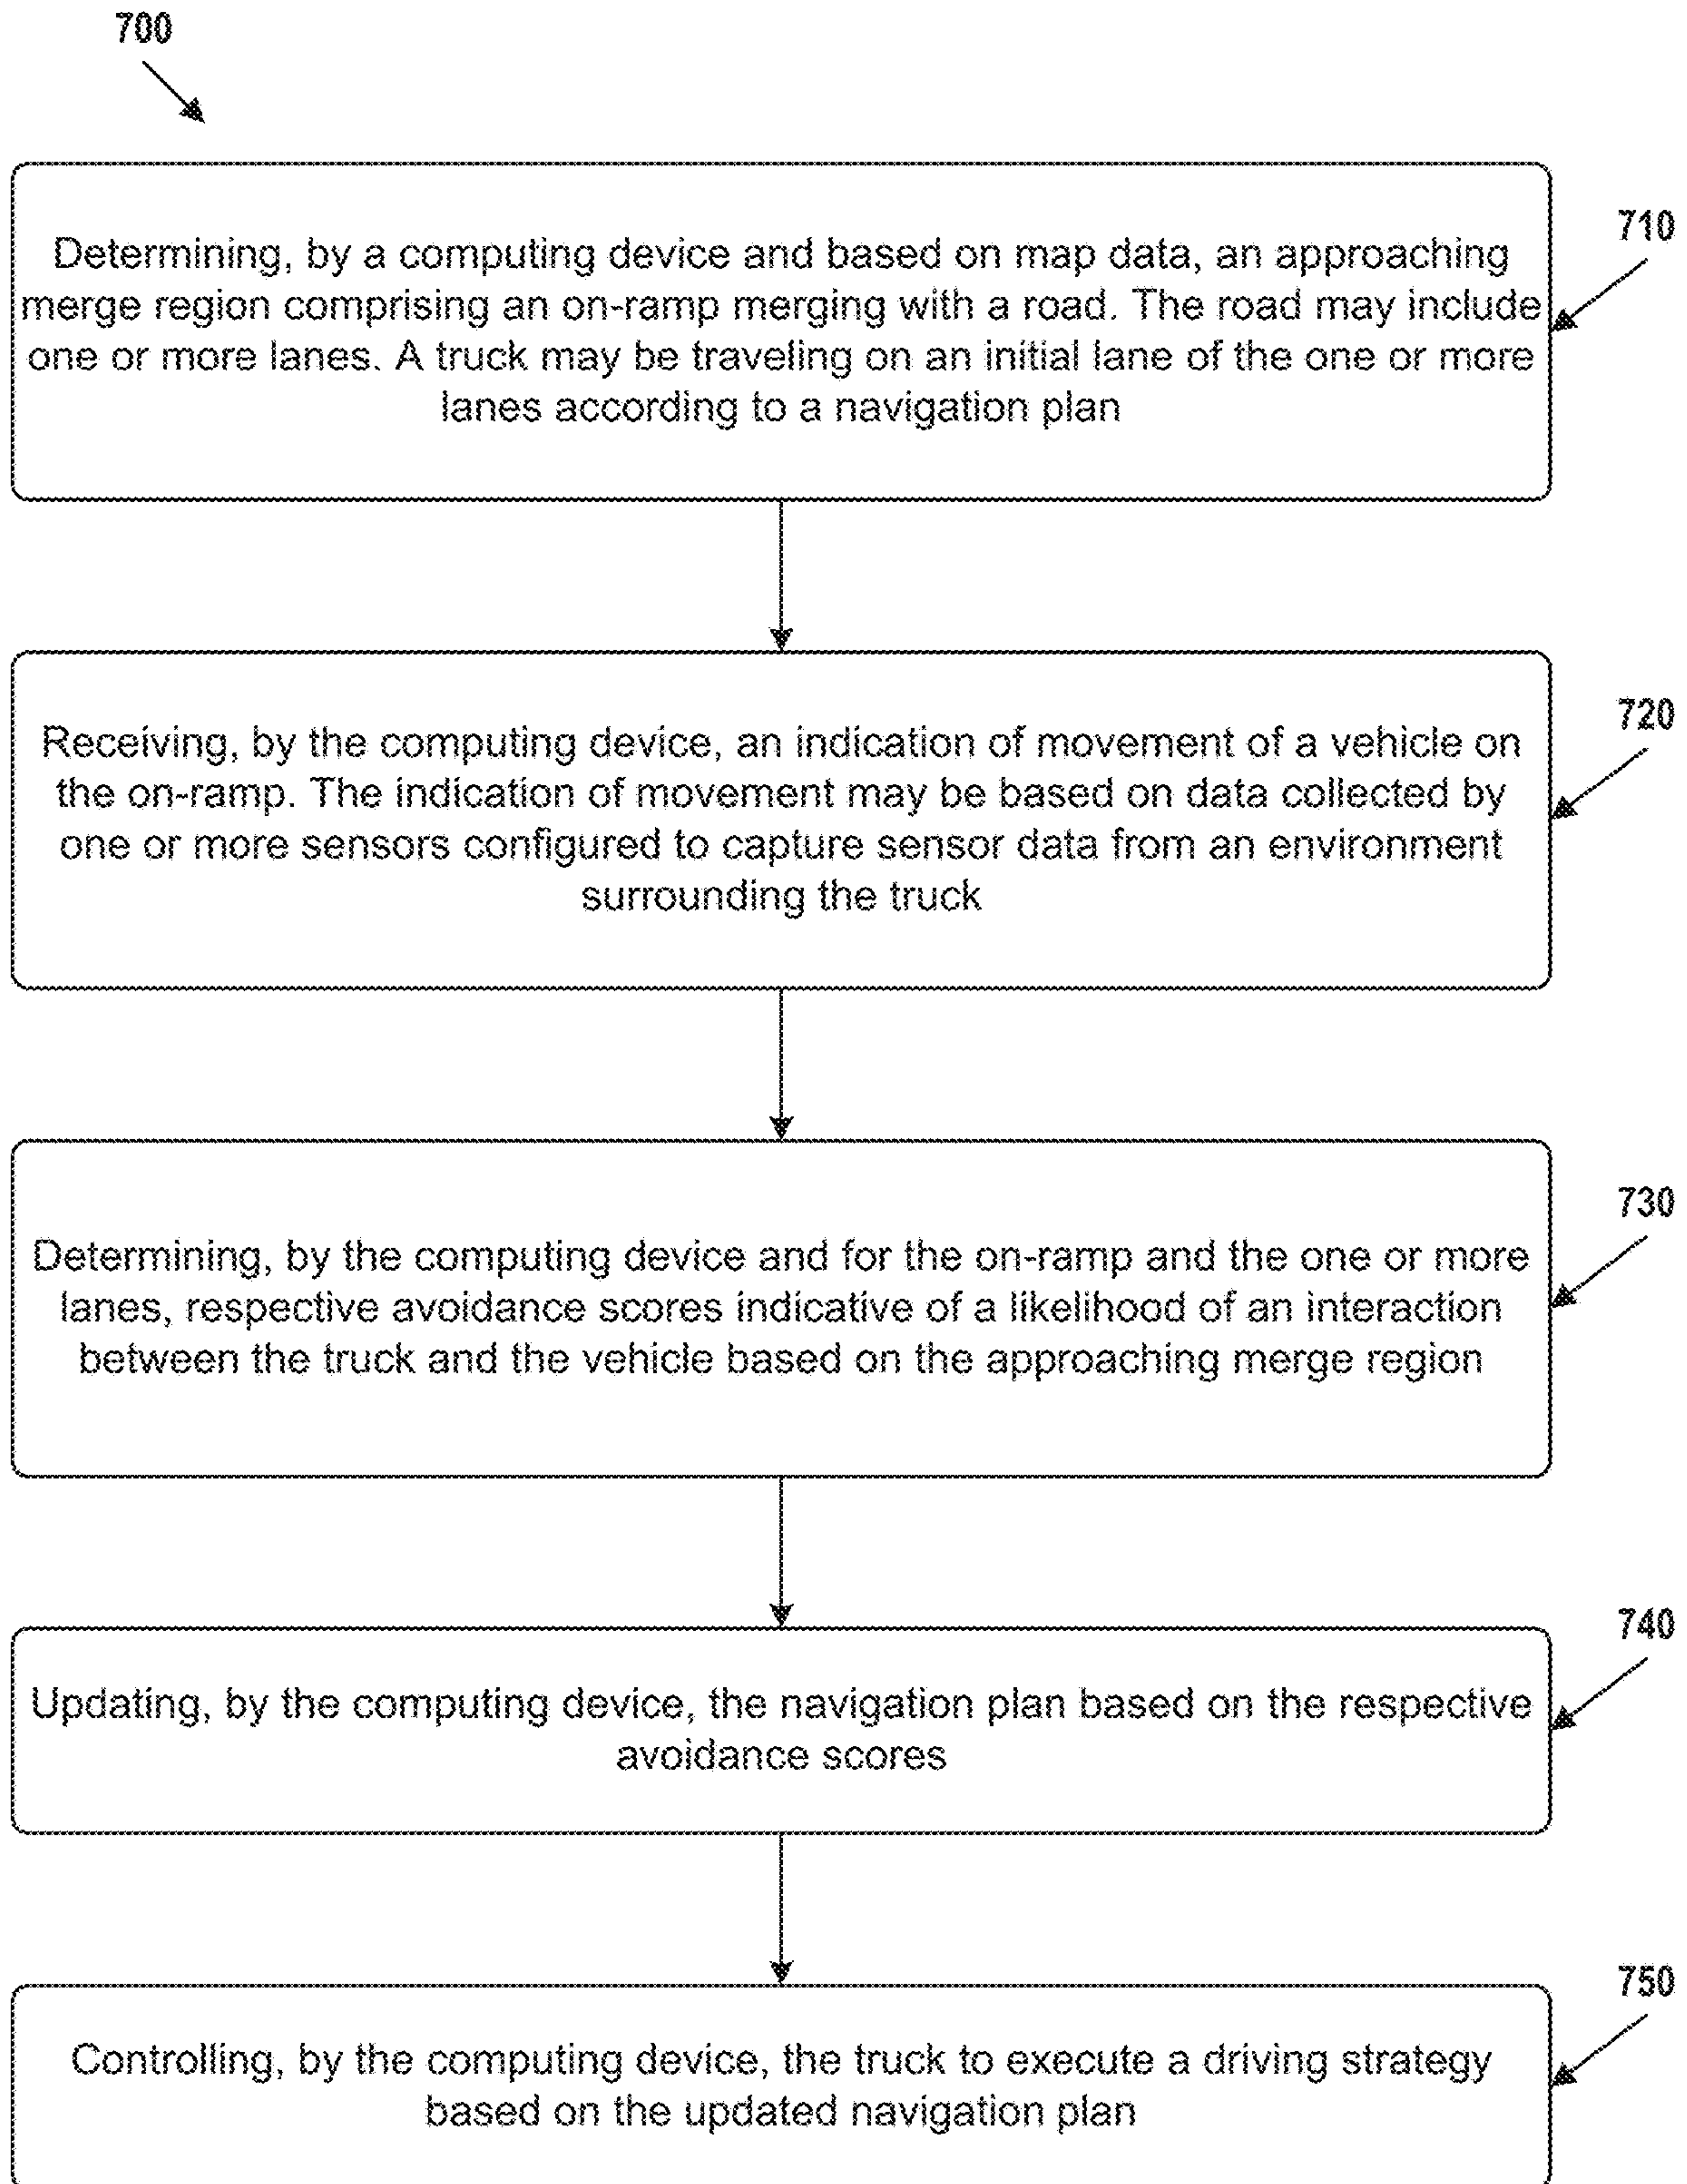 700
Determining, by a computing device and based on map data, an approaching
merge region comprising an on-ramp merging with a road. The road may include
one or more lanes. A truck may be traveling on an initial lane of the one or more
lanes according to a navigation plan
710
Receiving, by the computing device, an indication of movement of a vehicle on
the on-ramp. The indication of movement may be based on data collected by
one or more sensors configured to capture sensor data from an environment
surrounding the truck
720
Determining, by the computing device and for the on-ramp and the one or more
lanes, respective avoidance scores indicative of a likelihood of an interaction
between the truck and the vehicle based on the approaching merge region
730
Updating, by the computing device, the navigation plan based on the respective
avoidance scores
740
Controlling, by the computing device, the truck to execute a driving strategy
based on the updated navigation plan
750